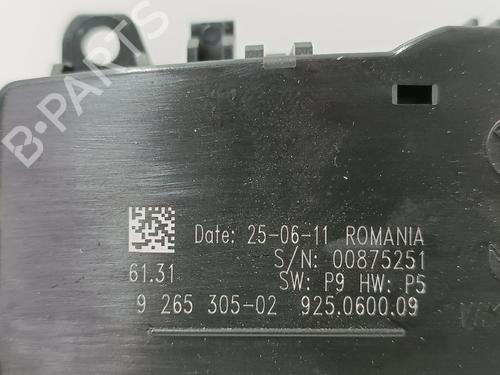 B-PARTS
Date: 25-06-11 ROMANIA
S/N: 00875251
61.31 SW: P9 HW: P5
9 265 305-02 925.0600.09